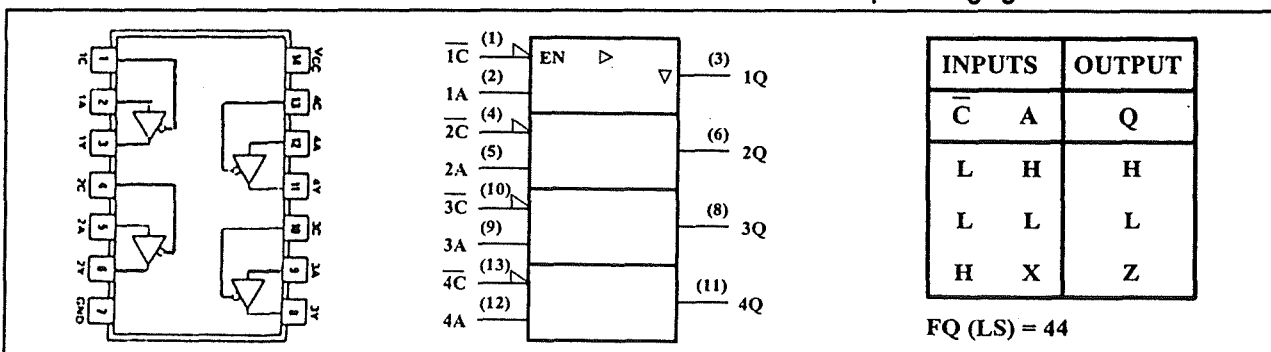 1C 1 14 VCC
1A 2 13 4C
1Y 3 12 4A
2C 4 11 4Y
2A 5 10 3C
2Y 6 9 3A
GND 7 8 3Y
1C̅ (1) EN ▷
1A (2) ▽ (3) 1Q
2C̅ (4)
2A (5) (6) 2Q
3C̅ (10)
3A (9) (8) 3Q
4C̅ (13)
4A (12) (11) 4Q
INPUTS OUTPUT
C̅ A Q
L H H
L L L
H X Z
FQ (LS) = 44